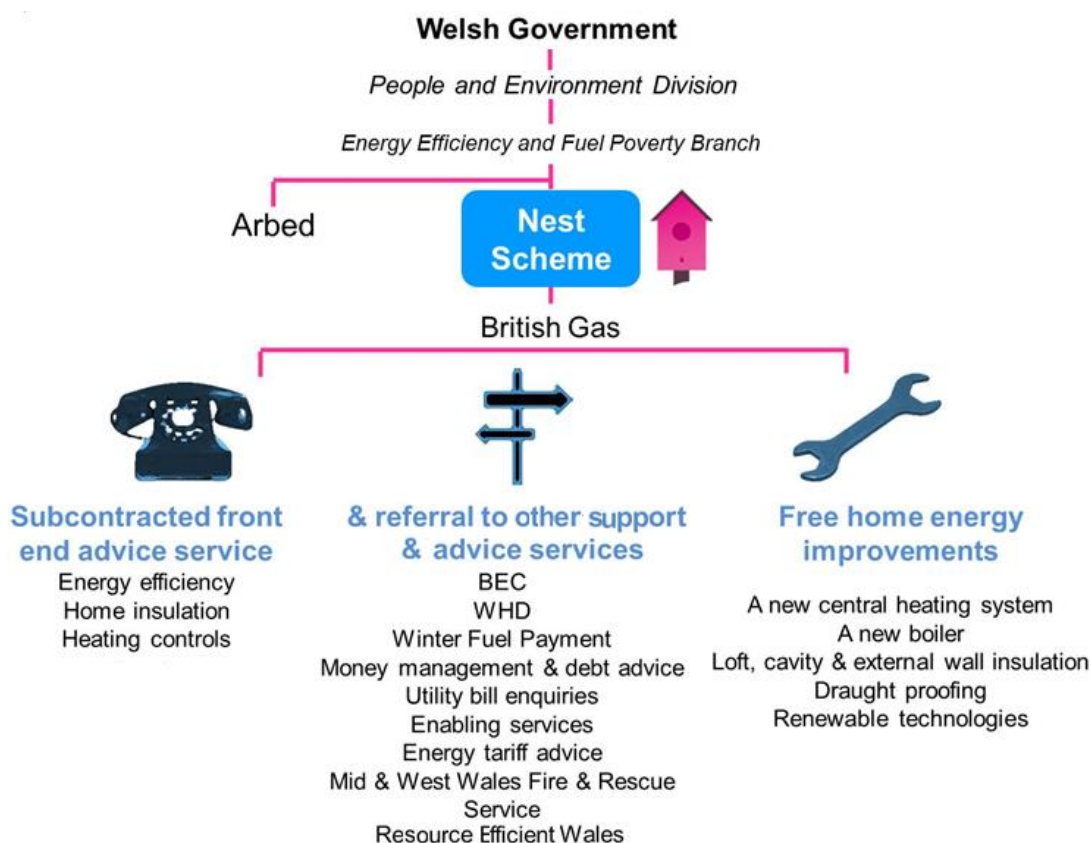 Welsh Government
People and Environment Division
Energy Efficiency and Fuel Poverty Branch
Arbed
Nest
Scheme
British Gas
Subcontracted front
end advice service
Energy efficiency
Home insulation
Heating controls
& referral to other support
& advice services
BEC
WHD
Winter Fuel Payment
Money management & debt advice
Utility bill enquiries
Enabling services
Energy tariff advice
Mid & West Wales Fire & Rescue
Service
Resource Efficient Wales
Free home energy
improvements
A new central heating system
A new boiler
Loft, cavity & external wall insulation
Draught proofing
Renewable technologies